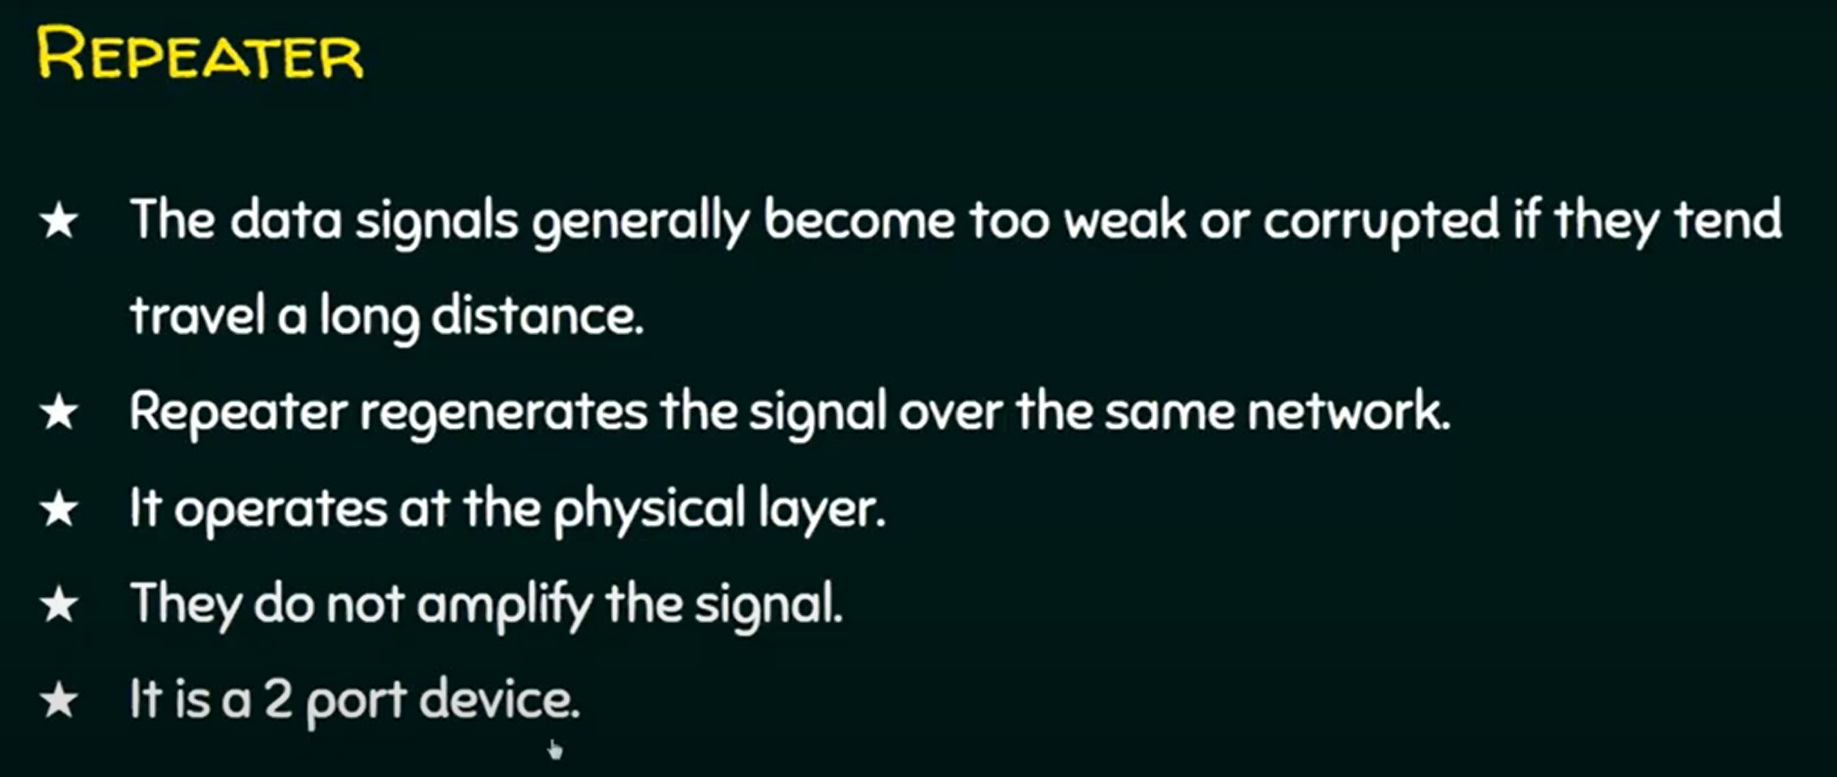 REPEATER
★ The data signals generally become too weak or corrupted if they tend
travel a long distance.
★ Repeater regenerates the signal over the same network.
★ It operates at the physical layer.
★ They do not amplify the signal.
★ It is a 2 port device.